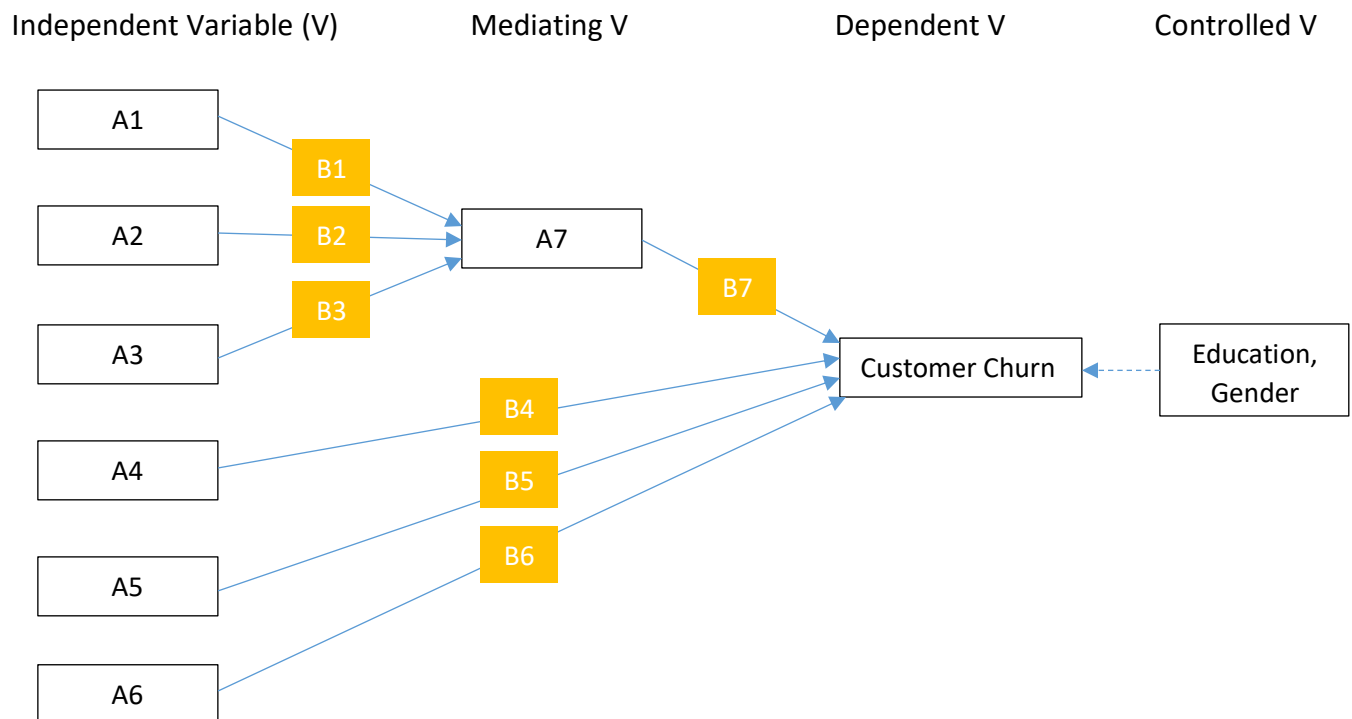 Independent Variable (V)
Mediating V
Dependent V
Controlled V
A1
B1
A2
B2
A7
B3
B7
A3
Customer Churn
Education,
Gender
B4
A4
B5
B6
A5
A6